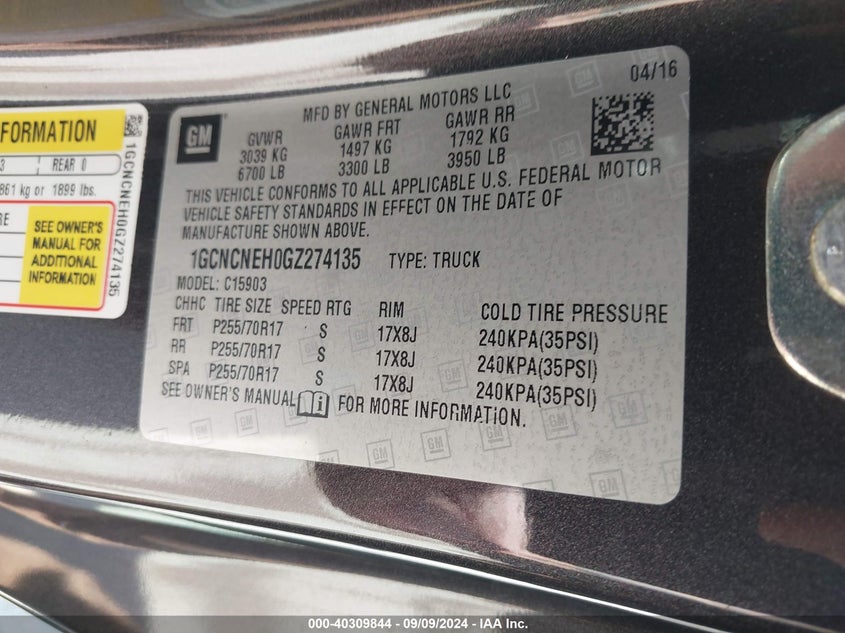 FORMATION
3 REAR 0
861 kg or 1899 lbs.
RE
SEE OWNER'S
MANUAL FOR
ADDITIONAL
INFORMATION
1GCNCNEH0GZ274135
GM
MFD BY GENERAL MOTORS LLC
04/16
GVWR GAWR FRT GAWR RR
3039 KG 1497 KG 1792 KG
6700 LB 3300 LB 3950 LB
THIS VEHICLE CONFORMS TO ALL APPLICABLE U.S. FEDERAL MOTOR
VEHICLE SAFETY STANDARDS IN EFFECT ON THE DATE OF
MANUFACTURE SHOWN ABOVE.
1GCNCNEH0GZ274135 TYPE: TRUCK
MODEL: C15903
CHHC TIRE SIZE SPEED RTG RIM COLD TIRE PRESSURE
FRT P255/70R17 S 17X8J 240KPA(35PSI)
RR P255/70R17 S 17X8J 240KPA(35PSI)
SPA P255/70R17 S 17X8J 240KPA(35PSI)
SEE OWNER'S MANUAL i FOR MORE INFORMATION.
000-40309844 - 09/09/2024 - IAA Inc.